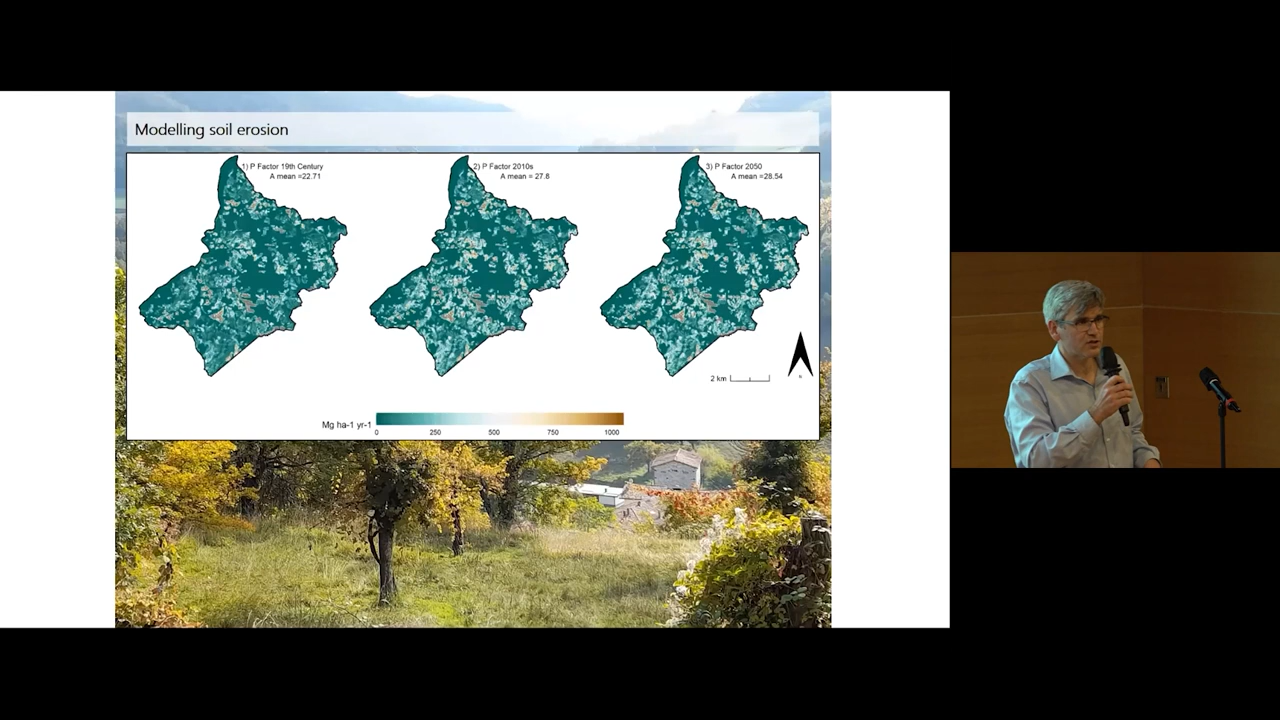 Modelling soil erosion
1) P Factor 19th Century
A mean =22.71
2) P Factor 2010s
A mean = 27.8
3) P Factor 2050
A mean =28.54
2 km
N
Mg ha-1 yr-1
0 250 500 750 1000